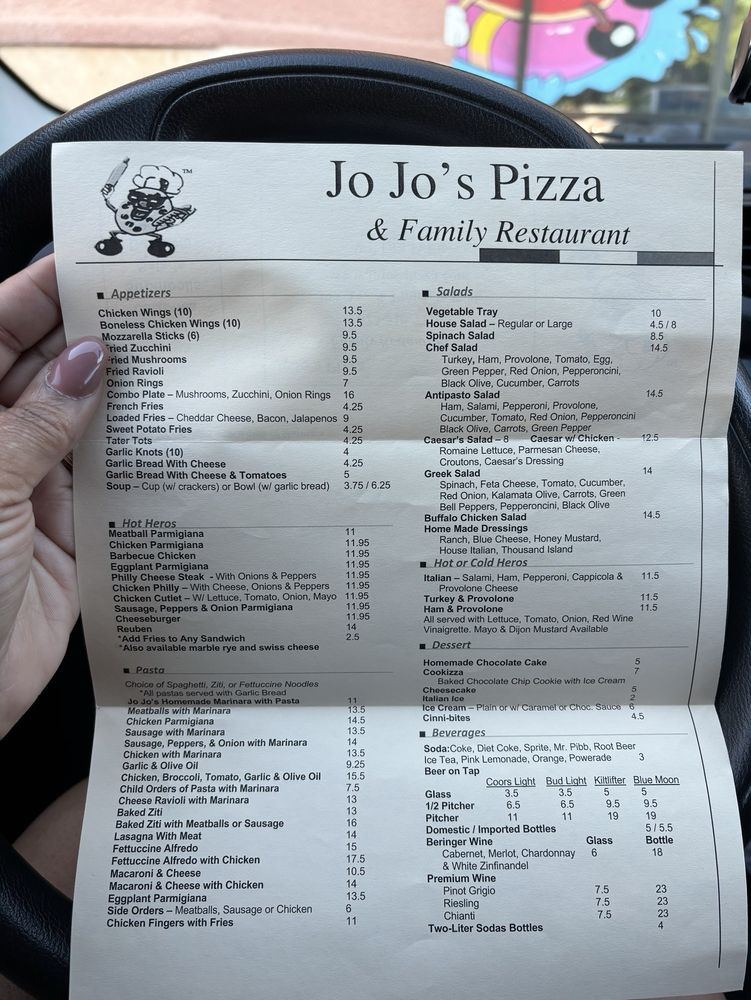 TM
Jo Jo's Pizza
& Family Restaurant
Appetizers
Chicken Wings (10) 13.5
Boneless Chicken Wings (10) 13.5
Mozzarella Sticks (6) 9.5
Fried Zucchini 9.5
Fried Mushrooms 9.5
Fried Ravioli 9.5
Onion Rings 7
Combo Plate – Mushrooms, Zucchini, Onion Rings 16
French Fries 4.25
Loaded Fries – Cheddar Cheese, Bacon, Jalapenos 9
Sweet Potato Fries 4.25
Tater Tots 4.25
Garlic Knots (10) 4
Garlic Bread With Cheese 4.25
Garlic Bread With Cheese & Tomatoes 5
Soup – Cup (w/ crackers) or Bowl (w/ garlic bread) 3.75 / 6.25
Hot Heros
Meatball Parmigiana 11
Chicken Parmigiana 11.95
Barbecue Chicken 11.95
Eggplant Parmigiana 11.95
Philly Cheese Steak - With Onions & Peppers 11.95
Chicken Philly – With Cheese, Onions & Peppers 11.95
Chicken Cutlet – W/ Lettuce, Tomato, Onion, Mayo 11.95
Sausage, Peppers & Onion Parmigiana 11.95
Cheeseburger 11.95
Reuben 14
*Add Fries to Any Sandwich 2.5
*Also available marble rye and swiss cheese
Pasta
Choice of Spaghetti, Ziti, or Fettuccine Noodles
*All pastas served with Garlic Bread
Jo Jo's Homemade Marinara with Pasta 11
Meatballs with Marinara 13.5
Chicken Parmigiana 14.5
Sausage with Marinara 13.5
Sausage, Peppers, & Onion with Marinara 14
Chicken with Marinara 13.5
Garlic & Olive Oil 9.25
Chicken, Broccoli, Tomato, Garlic & Olive Oil 15.5
Child Orders of Pasta with Marinara 7.5
Cheese Ravioli with Marinara 13
Baked Ziti 13
Baked Ziti with Meatballs or Sausage 16
Lasagna With Meat 14
Fettuccine Alfredo 15
Fettuccine Alfredo with Chicken 17.5
Macaroni & Cheese 10.5
Macaroni & Cheese with Chicken 14
Eggplant Parmigiana 13.5
Side Orders – Meatballs, Sausage or Chicken 6
Chicken Fingers with Fries 11
Salads
Vegetable Tray 10
House Salad – Regular or Large 4.5 / 8
Spinach Salad 8.5
Chef Salad 14.5
Turkey, Ham, Provolone, Tomato, Egg,
Green Pepper, Red Onion, Pepperoncini,
Black Olive, Cucumber, Carrots
Antipasto Salad 14.5
Ham, Salami, Pepperoni, Provolone,
Cucumber, Tomato, Red Onion, Pepperoncini
Black Olive, Carrots, Green Pepper
Caesar's Salad – 8 Caesar w/ Chicken - 12.5
Romaine Lettuce, Parmesan Cheese,
Croutons, Caesar's Dressing
Greek Salad 14
Spinach, Feta Cheese, Tomato, Cucumber,
Red Onion, Kalamata Olive, Carrots, Green
Bell Peppers, Pepperoncini, Black Olive
Buffalo Chicken Salad 14.5
Home Made Dressings
Ranch, Blue Cheese, Honey Mustard,
House Italian, Thousand Island
Hot or Cold Heros
Italian – Salami, Ham, Pepperoni, Cappicola & 11.5
Provolone Cheese
Turkey & Provolone 11.5
Ham & Provolone 11.5
All served with Lettuce, Tomato, Onion, Red Wine
Vinaigrette. Mayo & Dijon Mustard Available
Dessert
Homemade Chocolate Cake 5
Cookizza 7
Baked Chocolate Chip Cookie with Ice Cream
Cheesecake 5
Italian Ice 2
Ice Cream – Plain or w/ Caramel or Choc. Sauce 6
Cinni-bites 4.5
Beverages
Soda:Coke, Diet Coke, Sprite, Mr. Pibb, Root Beer
Ice Tea, Pink Lemonade, Orange, Powerade 3
Beer on Tap
Coors Light Bud Light Kiltlifter Blue Moon
Glass 3.5 3.5 5 5
1/2 Pitcher 6.5 6.5 9.5 9.5
Pitcher 11 11 19 19
Domestic / Imported Bottles 5 / 5.5
Beringer Wine Glass Bottle
Cabernet, Merlot, Chardonnay 6 18
& White Zinfinandel
Premium Wine
Pinot Grigio 7.5 23
Riesling 7.5 23
Chianti 7.5 23
Two-Liter Sodas Bottles 4